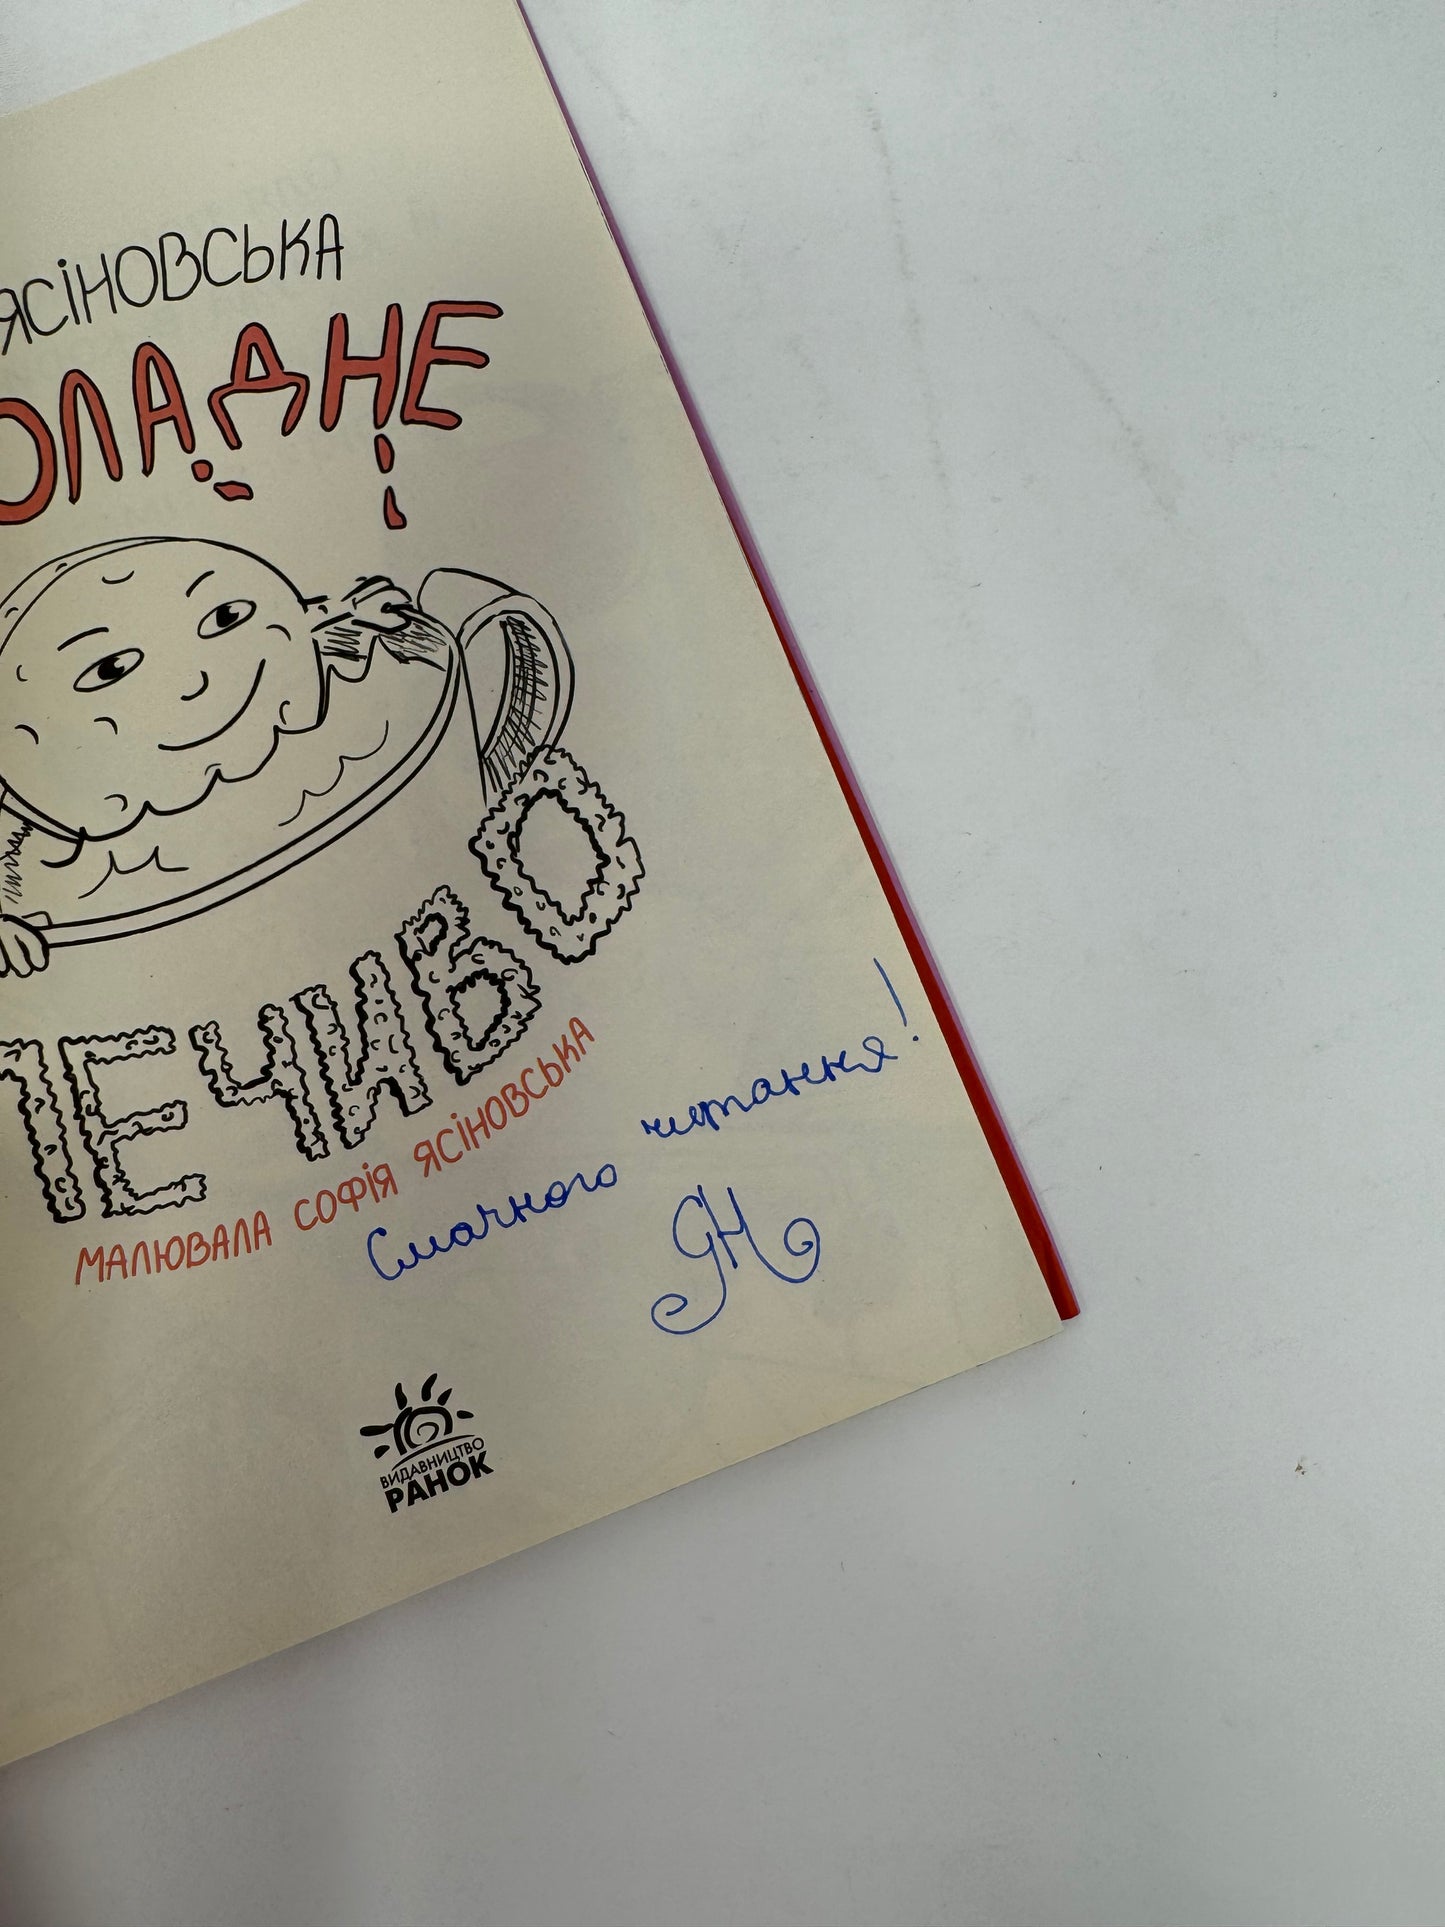 ЯСІНОВСЬКА
ОЛАДНЕ
ПЕЧИВО
МАЛЮВАЛА СОФІЯ ЯСІНОВСЬКА
Смачного читання!
ВИДАВНИЦТВО
РАНОК